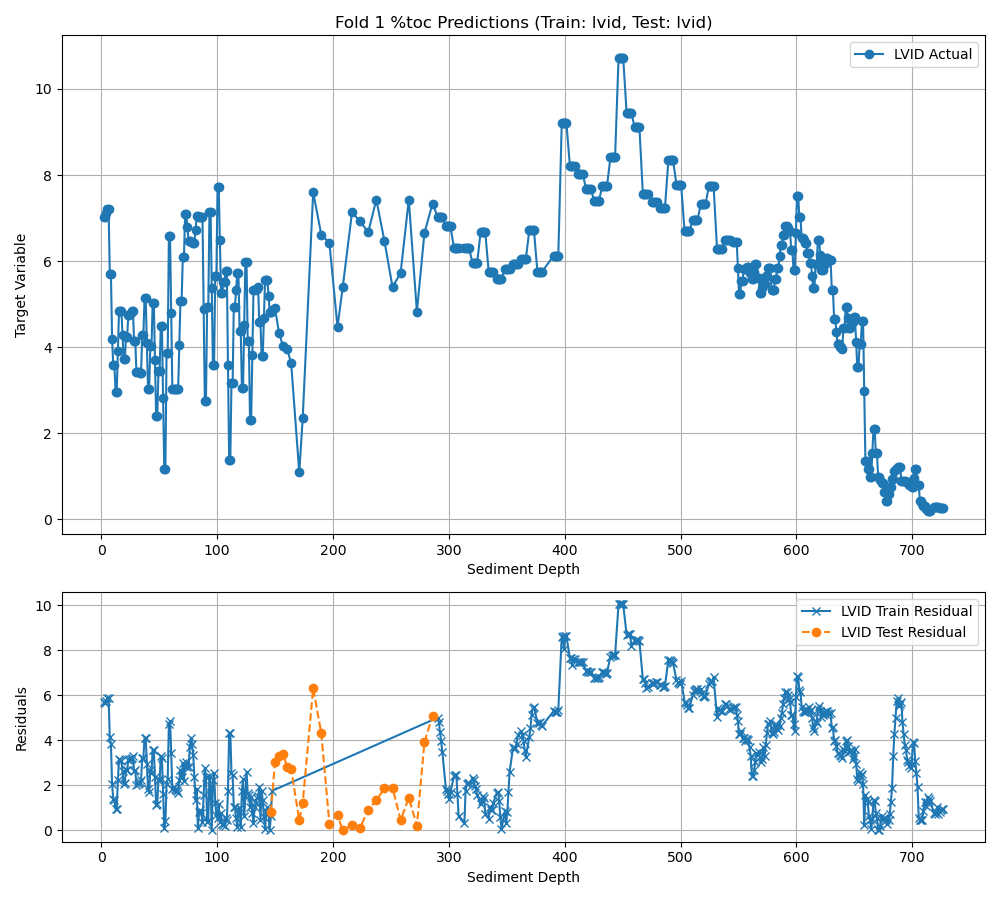 Fold 1 %toc Predictions (Train: lvid, Test: lvid)
LVID Actual
Target Variable
10
8
6
4
2
0
0 100 200 300 400 500 600 700
Sediment Depth
LVID Train Residual
LVID Test Residual
Residuals
10
8
6
4
2
0
0 100 200 300 400 500 600 700
Sediment Depth